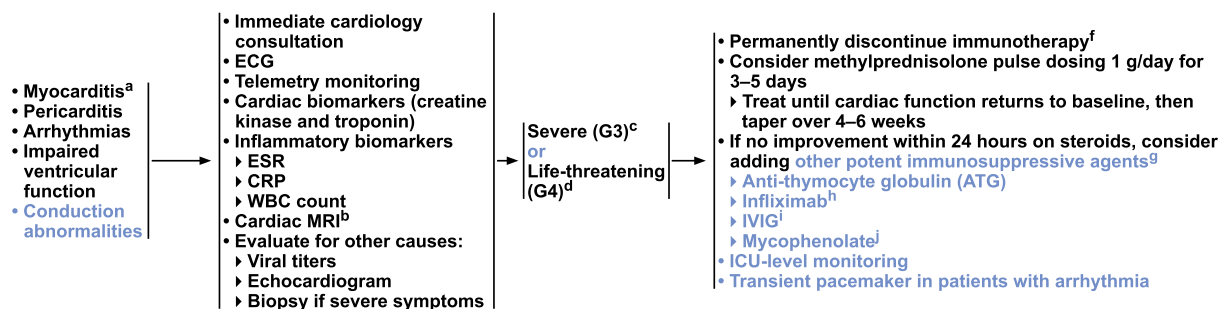 • Myocarditisᵃ
• Pericarditis
• Arrhythmias
• Impaired
ventricular
function
• Conduction
abnormalities
• Immediate cardiology
consultation
• ECG
• Telemetry monitoring
• Cardiac biomarkers (creatine
kinase and troponin)
• Inflammatory biomarkers
▸ ESR
▸ CRP
▸ WBC count
• Cardiac MRIᵇ
• Evaluate for other causes:
▸ Viral titers
▸ Echocardiogram
▸ Biopsy if severe symptoms
Severe (G3)ᶜ
or
Life-threatening
(G4)ᵈ
• Permanently discontinue immunotherapyᶠ
• Consider methylprednisolone pulse dosing 1 g/day for
3–5 days
▸ Treat until cardiac function returns to baseline, then
taper over 4–6 weeks
• If no improvement within 24 hours on steroids, consider
adding other potent immunosuppressive agentsᵍ
▸ Anti-thymocyte globulin (ATG)
▸ Infliximabʰ
▸ IVIGⁱ
▸ Mycophenolateʲ
• ICU-level monitoring
• Transient pacemaker in patients with arrhythmia